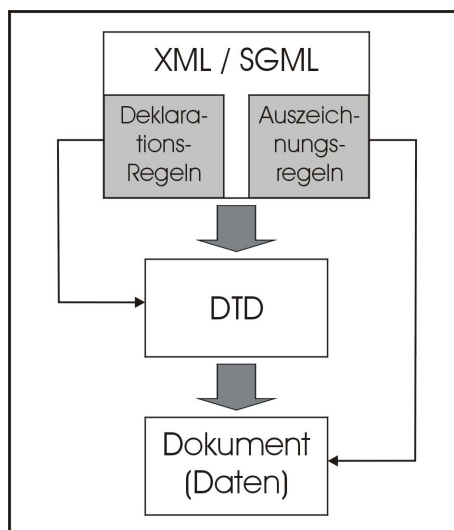 XML / SGML
Deklara-
tions-
Regeln
Auszeich-
nungs-
regeln
DTD
Dokument
(Daten)